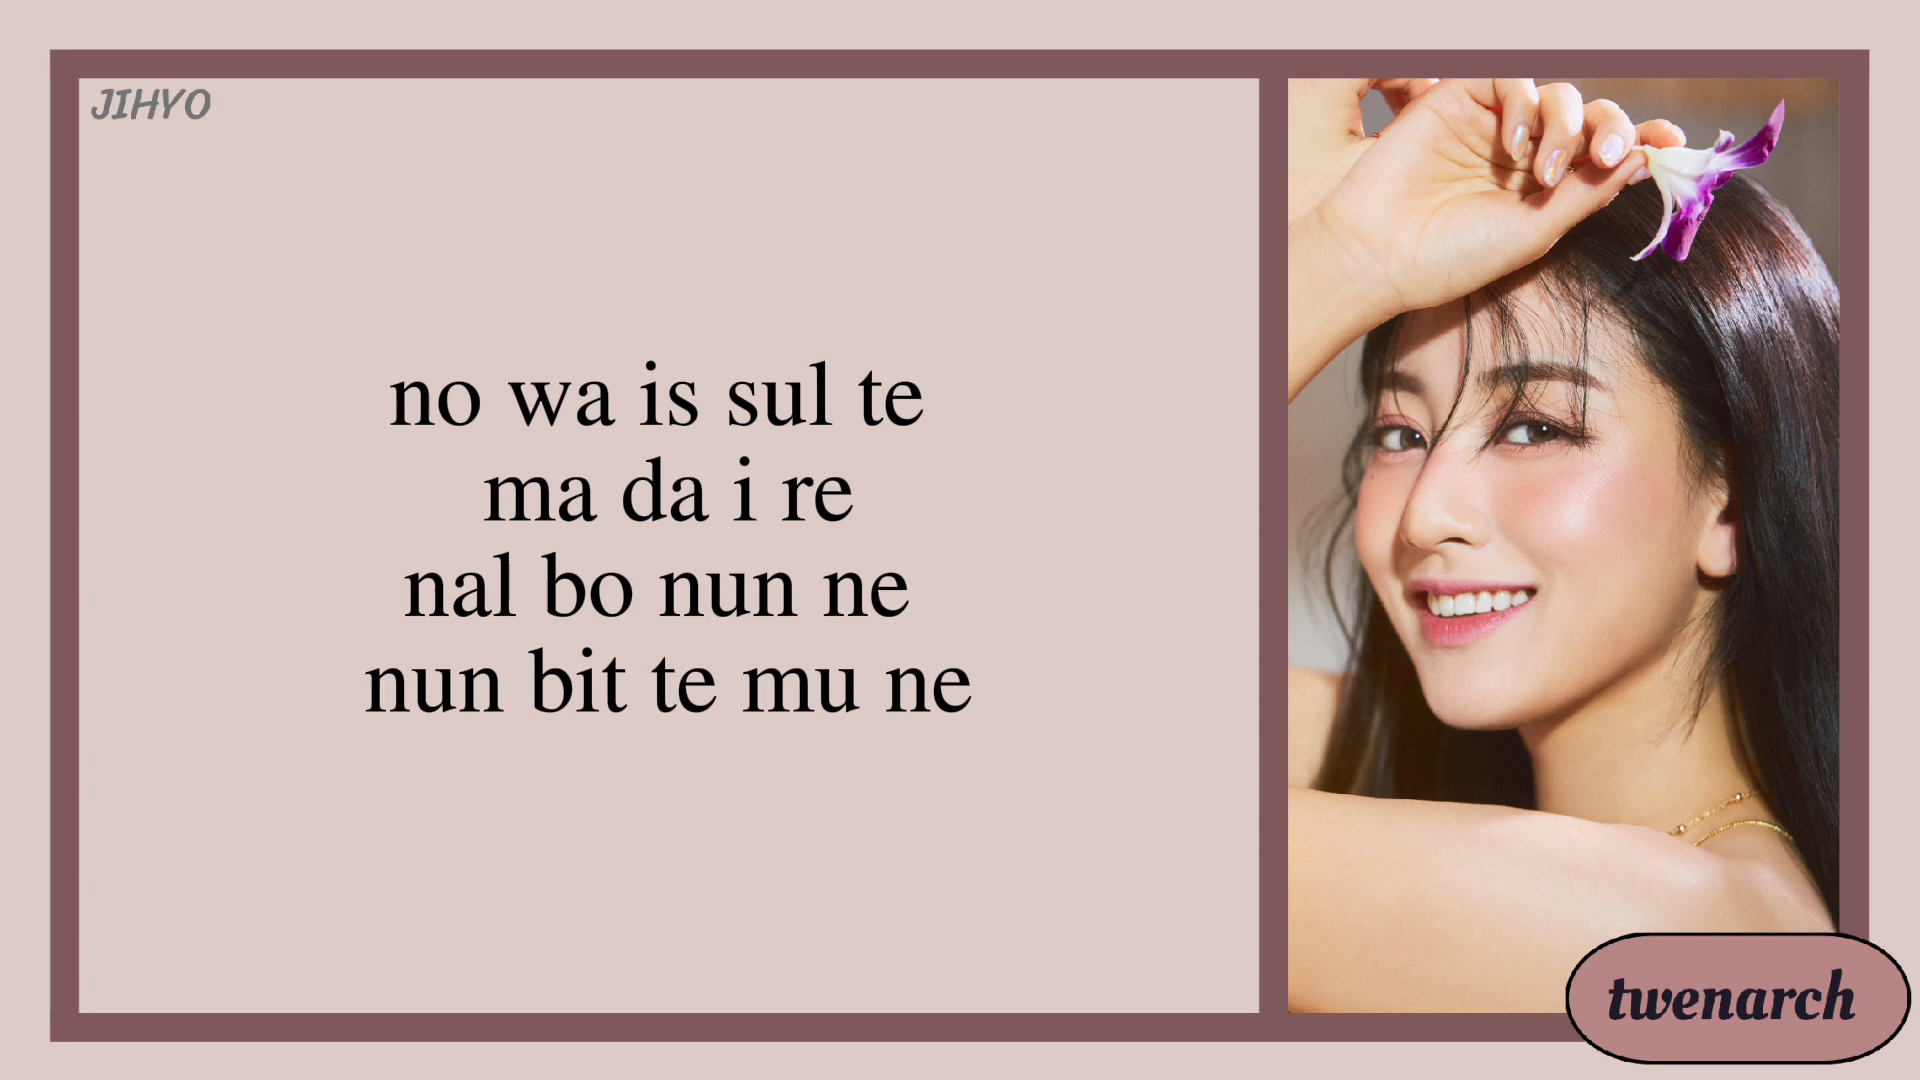 JIHYO
no wa is sul te
ma da i re
nal bo nun ne
nun bit te mu ne
twenarch